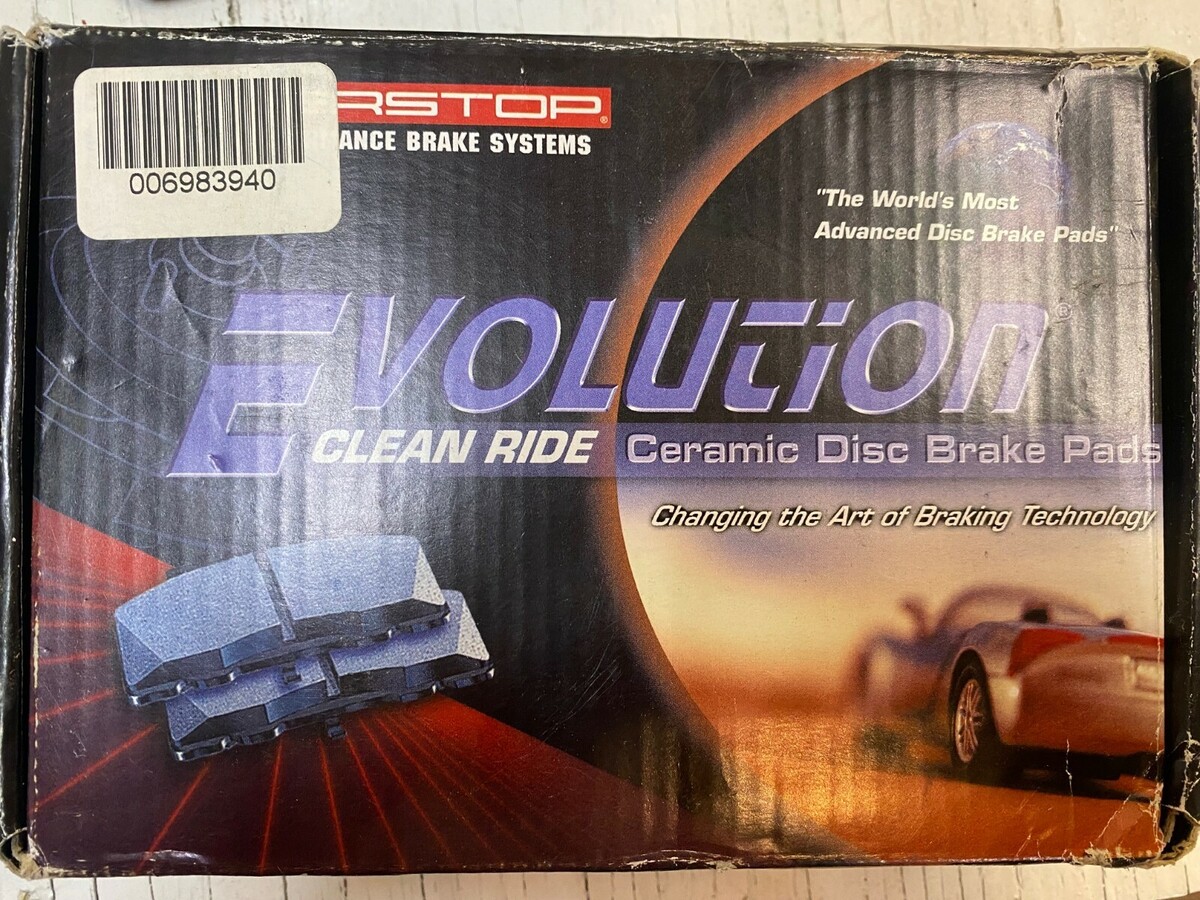 RSTOP®
ANCE BRAKE SYSTEMS
006983940
"The World's Most
Advanced Disc Brake Pads"
EVOLUTION®
CLEAN RIDE Ceramic Disc Brake Pads
Changing the Art of Braking Technology